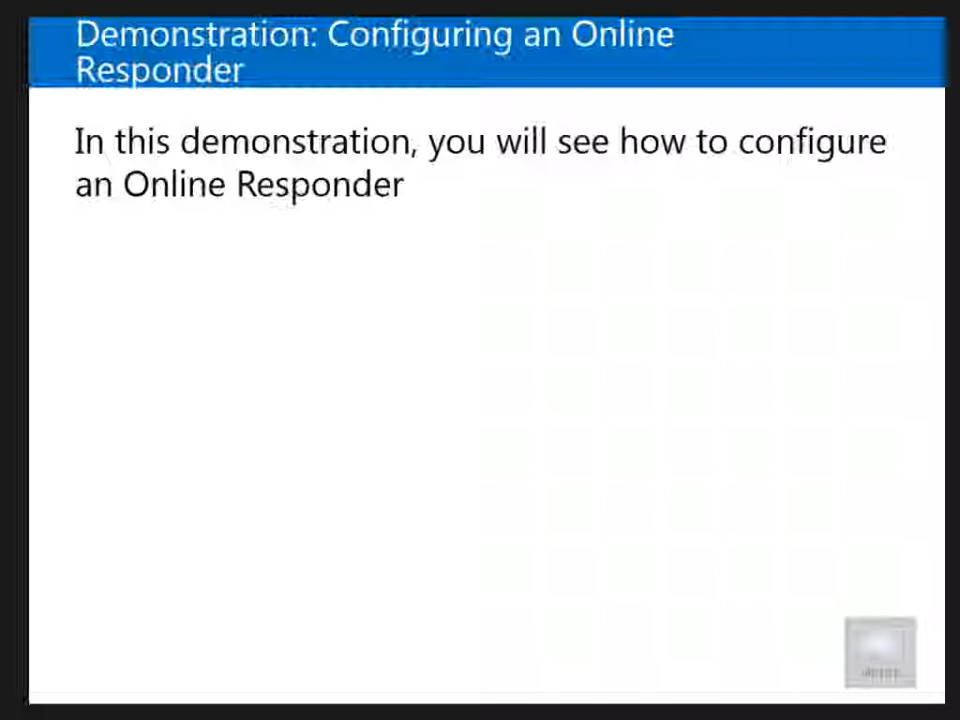 Demonstration: Configuring an Online
Responder
In this demonstration, you will see how to configure
an Online Responder